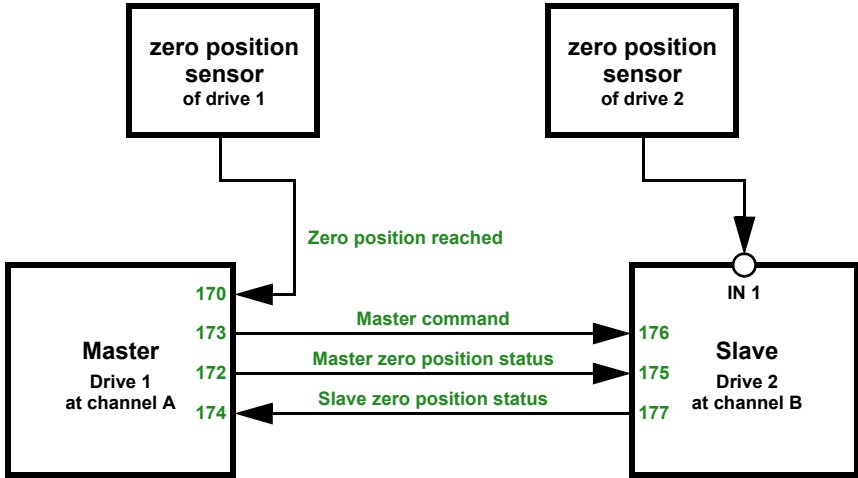 zero position
sensor
of drive 1
zero position
sensor
of drive 2
Zero position reached
170
IN 1
173
Master command
176
Master
Drive 1
at channel A
172
Master zero position status
175
Slave
Drive 2
at channel B
174
Slave zero position status
177